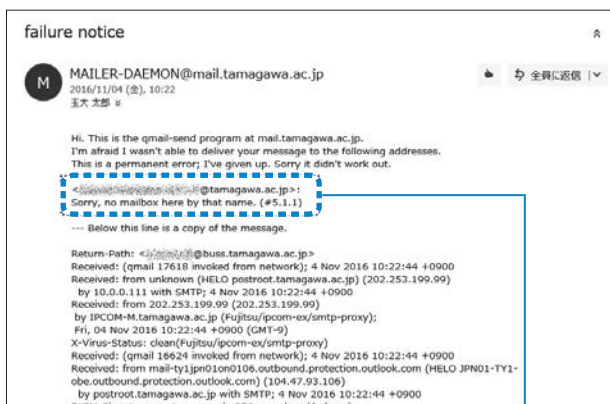 failure notice
M
MAILER-DAEMON@mail.tamagawa.ac.jp
全員に返信
2016/11/04 (金), 10:22
玉大 太郎
Hi. This is the qmail-send program at mail.tamagawa.ac.jp.
I'm afraid I wasn't able to deliver your message to the following addresses.
This is a permanent error; I've given up. Sorry it didn't work out.
< @tamagawa.ac.jp>:
Sorry, no mailbox here by that name. (#5.1.1)
--- Below this line is a copy of the message.
Return-Path: < @buss.tamagawa.ac.jp>
Received: (qmail 17618 invoked from network); 4 Nov 2016 10:22:44 +0900
Received: from unknown (HELO postroot.tamagawa.ac.jp) (202.253.199.99)
by 10.0.0.111 with SMTP; 4 Nov 2016 10:22:44 +0900
Received: from 202.253.199.99 (202.253.199.99)
by IPCOM-M.tamagawa.ac.jp (Fujitsu/ipcom-ex/smtp-proxy);
Fri, 04 Nov 2016 10:22:44 +0900 (GMT-9)
X-Virus-Status: clean(Fujitsu/ipcom-ex/smtp-proxy)
Received: (qmail 16624 invoked from network); 4 Nov 2016 10:22:44 +0900
Received: from mail-ty1jpn01on0106.outbound.protection.outlook.com (HELO JPN01-TY1-
obe.outbound.protection.outlook.com) (104.47.93.106)
by postroot.tamagawa.ac.jp with SMTP; 4 Nov 2016 10:22:44 +0900